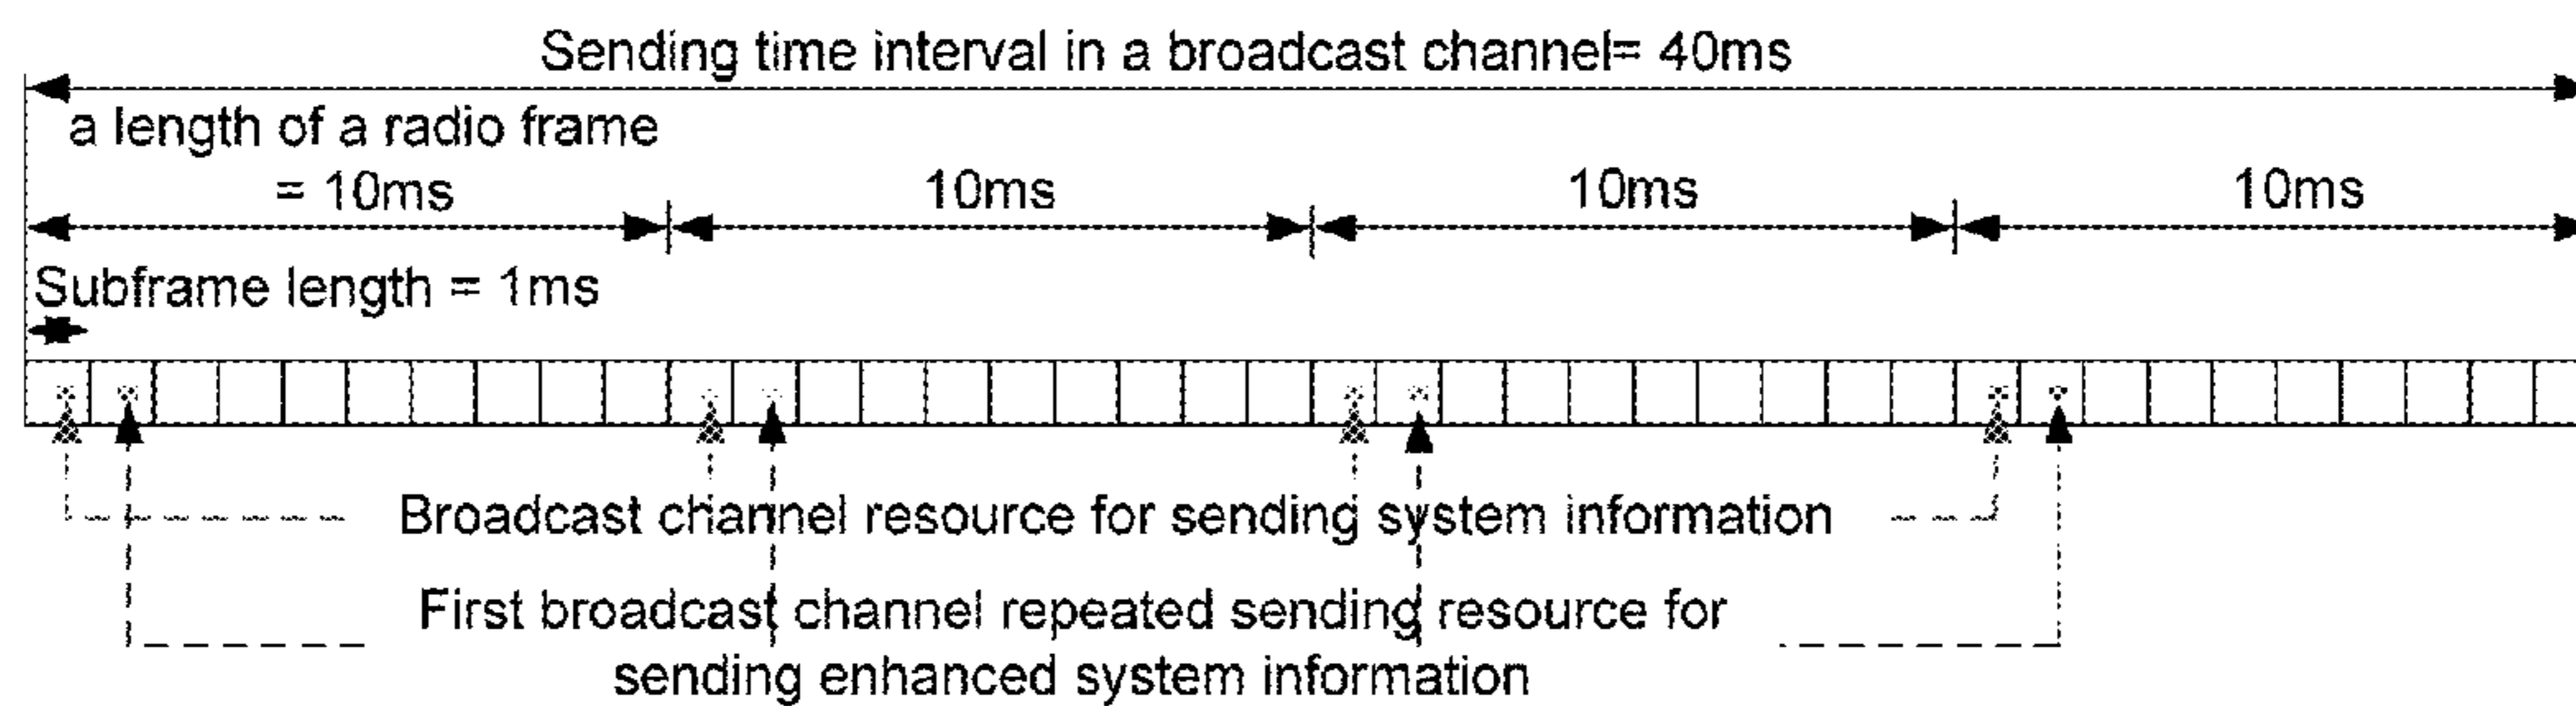 Sending time interval in a broadcast channel= 40ms
a length of a radio frame
= 10ms
10ms
10ms
10ms
Subframe length = 1ms
Broadcast channel resource for sending system information
First broadcast channel repeated sending resource for
sending enhanced system information